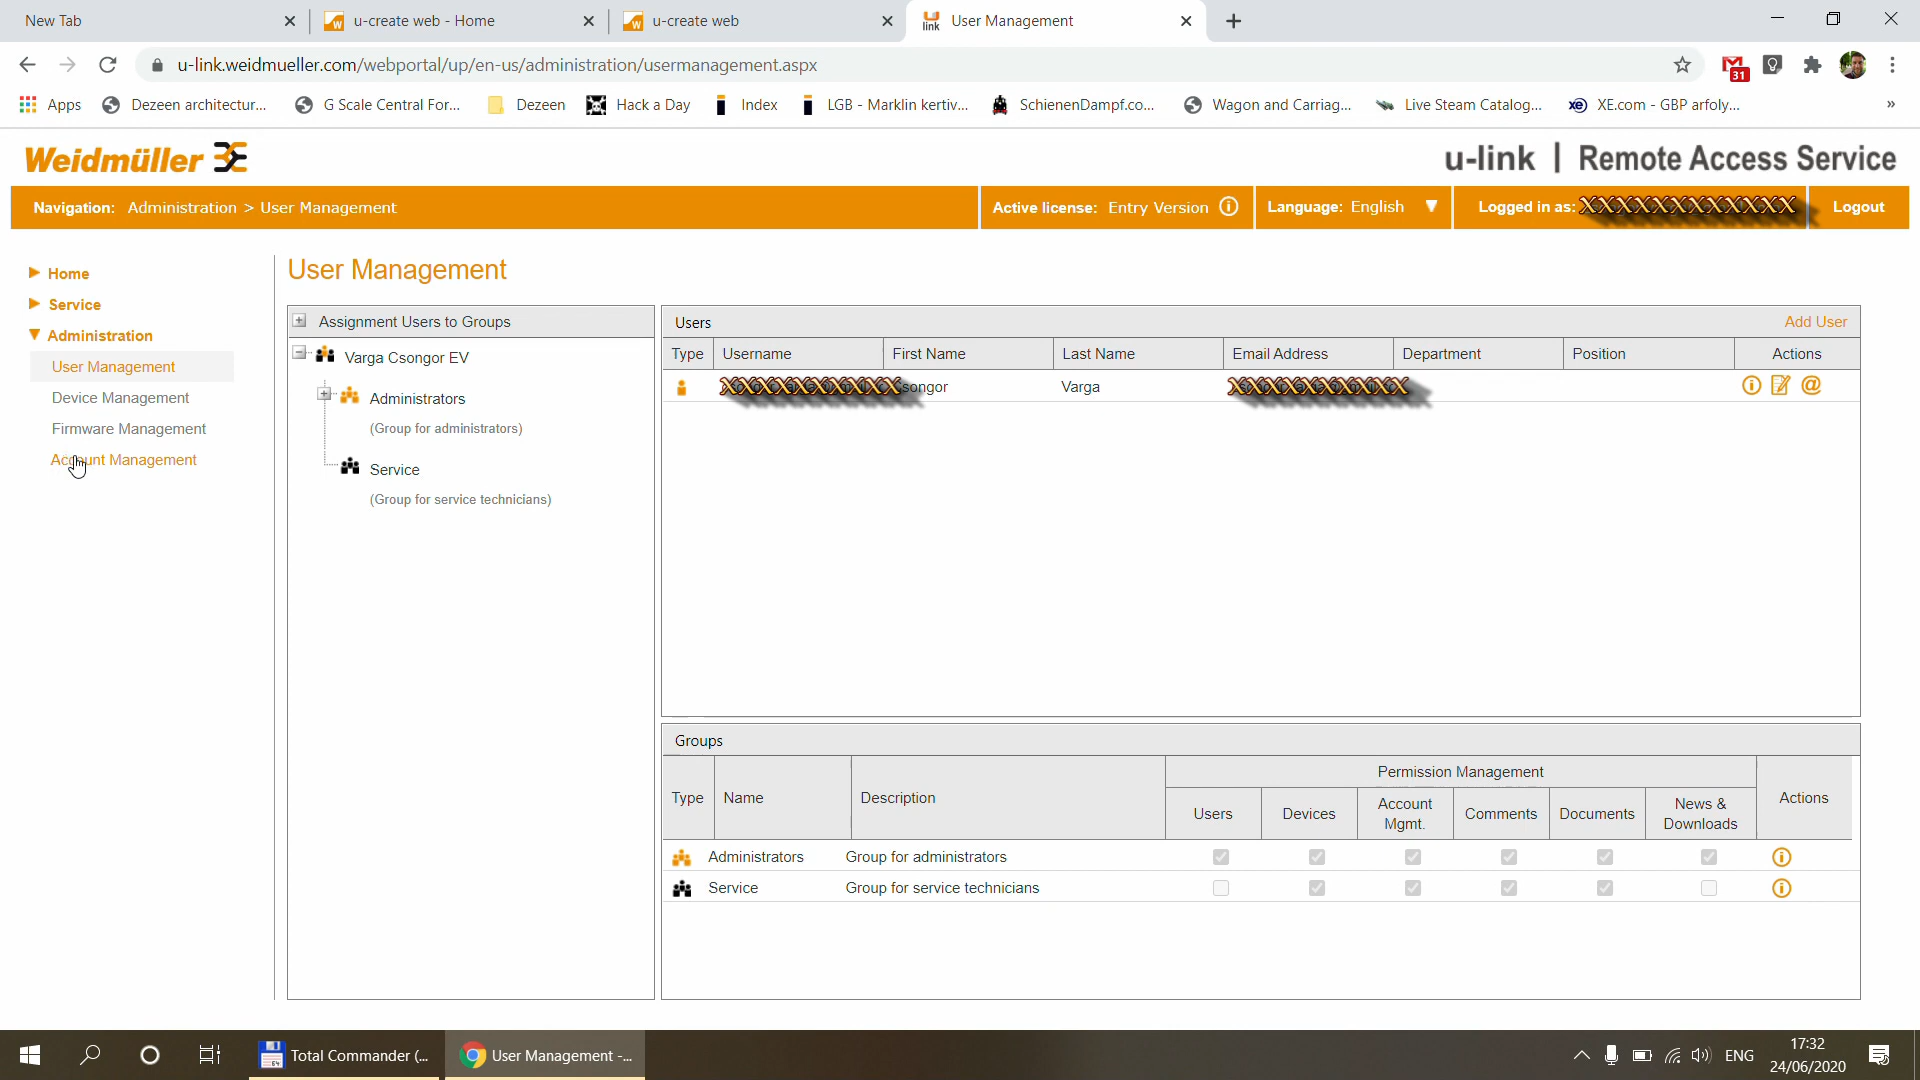 New Tab
u-create web - Home
u-create web
User Management
u-link.weidmueller.com/webportal/up/en-us/administration/usermanagement.aspx
31
Apps
Dezeen architectur...
G Scale Central For...
Dezeen
Hack a Day
Index
LGB - Marklin kertiv...
SchienenDampf.co...
Wagon and Carriag...
Live Steam Catalog...
XE.com - GBP arfoly...
Weidmüller
u-link | Remote Access Service
Navigation: Administration > User Management
Active license: Entry Version
Language: English
Logged in as: XXXXXXXXXXXX
Logout
Home
Service
Administration
User Management
Device Management
Firmware Management
Account Management
User Management
Assignment Users to Groups
Varga Csongor EV
Administrators
(Group for administrators)
Service
(Group for service technicians)
Users
Add User
Type Username First Name Last Name Email Address Department Position Actions
XXXXXXXXXX Csongor Varga XXXXXXXXXX
Groups
Permission Management
Type Name Description Users Devices Account Mgmt. Comments Documents News & Downloads Actions
Administrators Group for administrators
Service Group for service technicians
Total Commander (...
User Management -...
ENG
17:32
24/06/2020